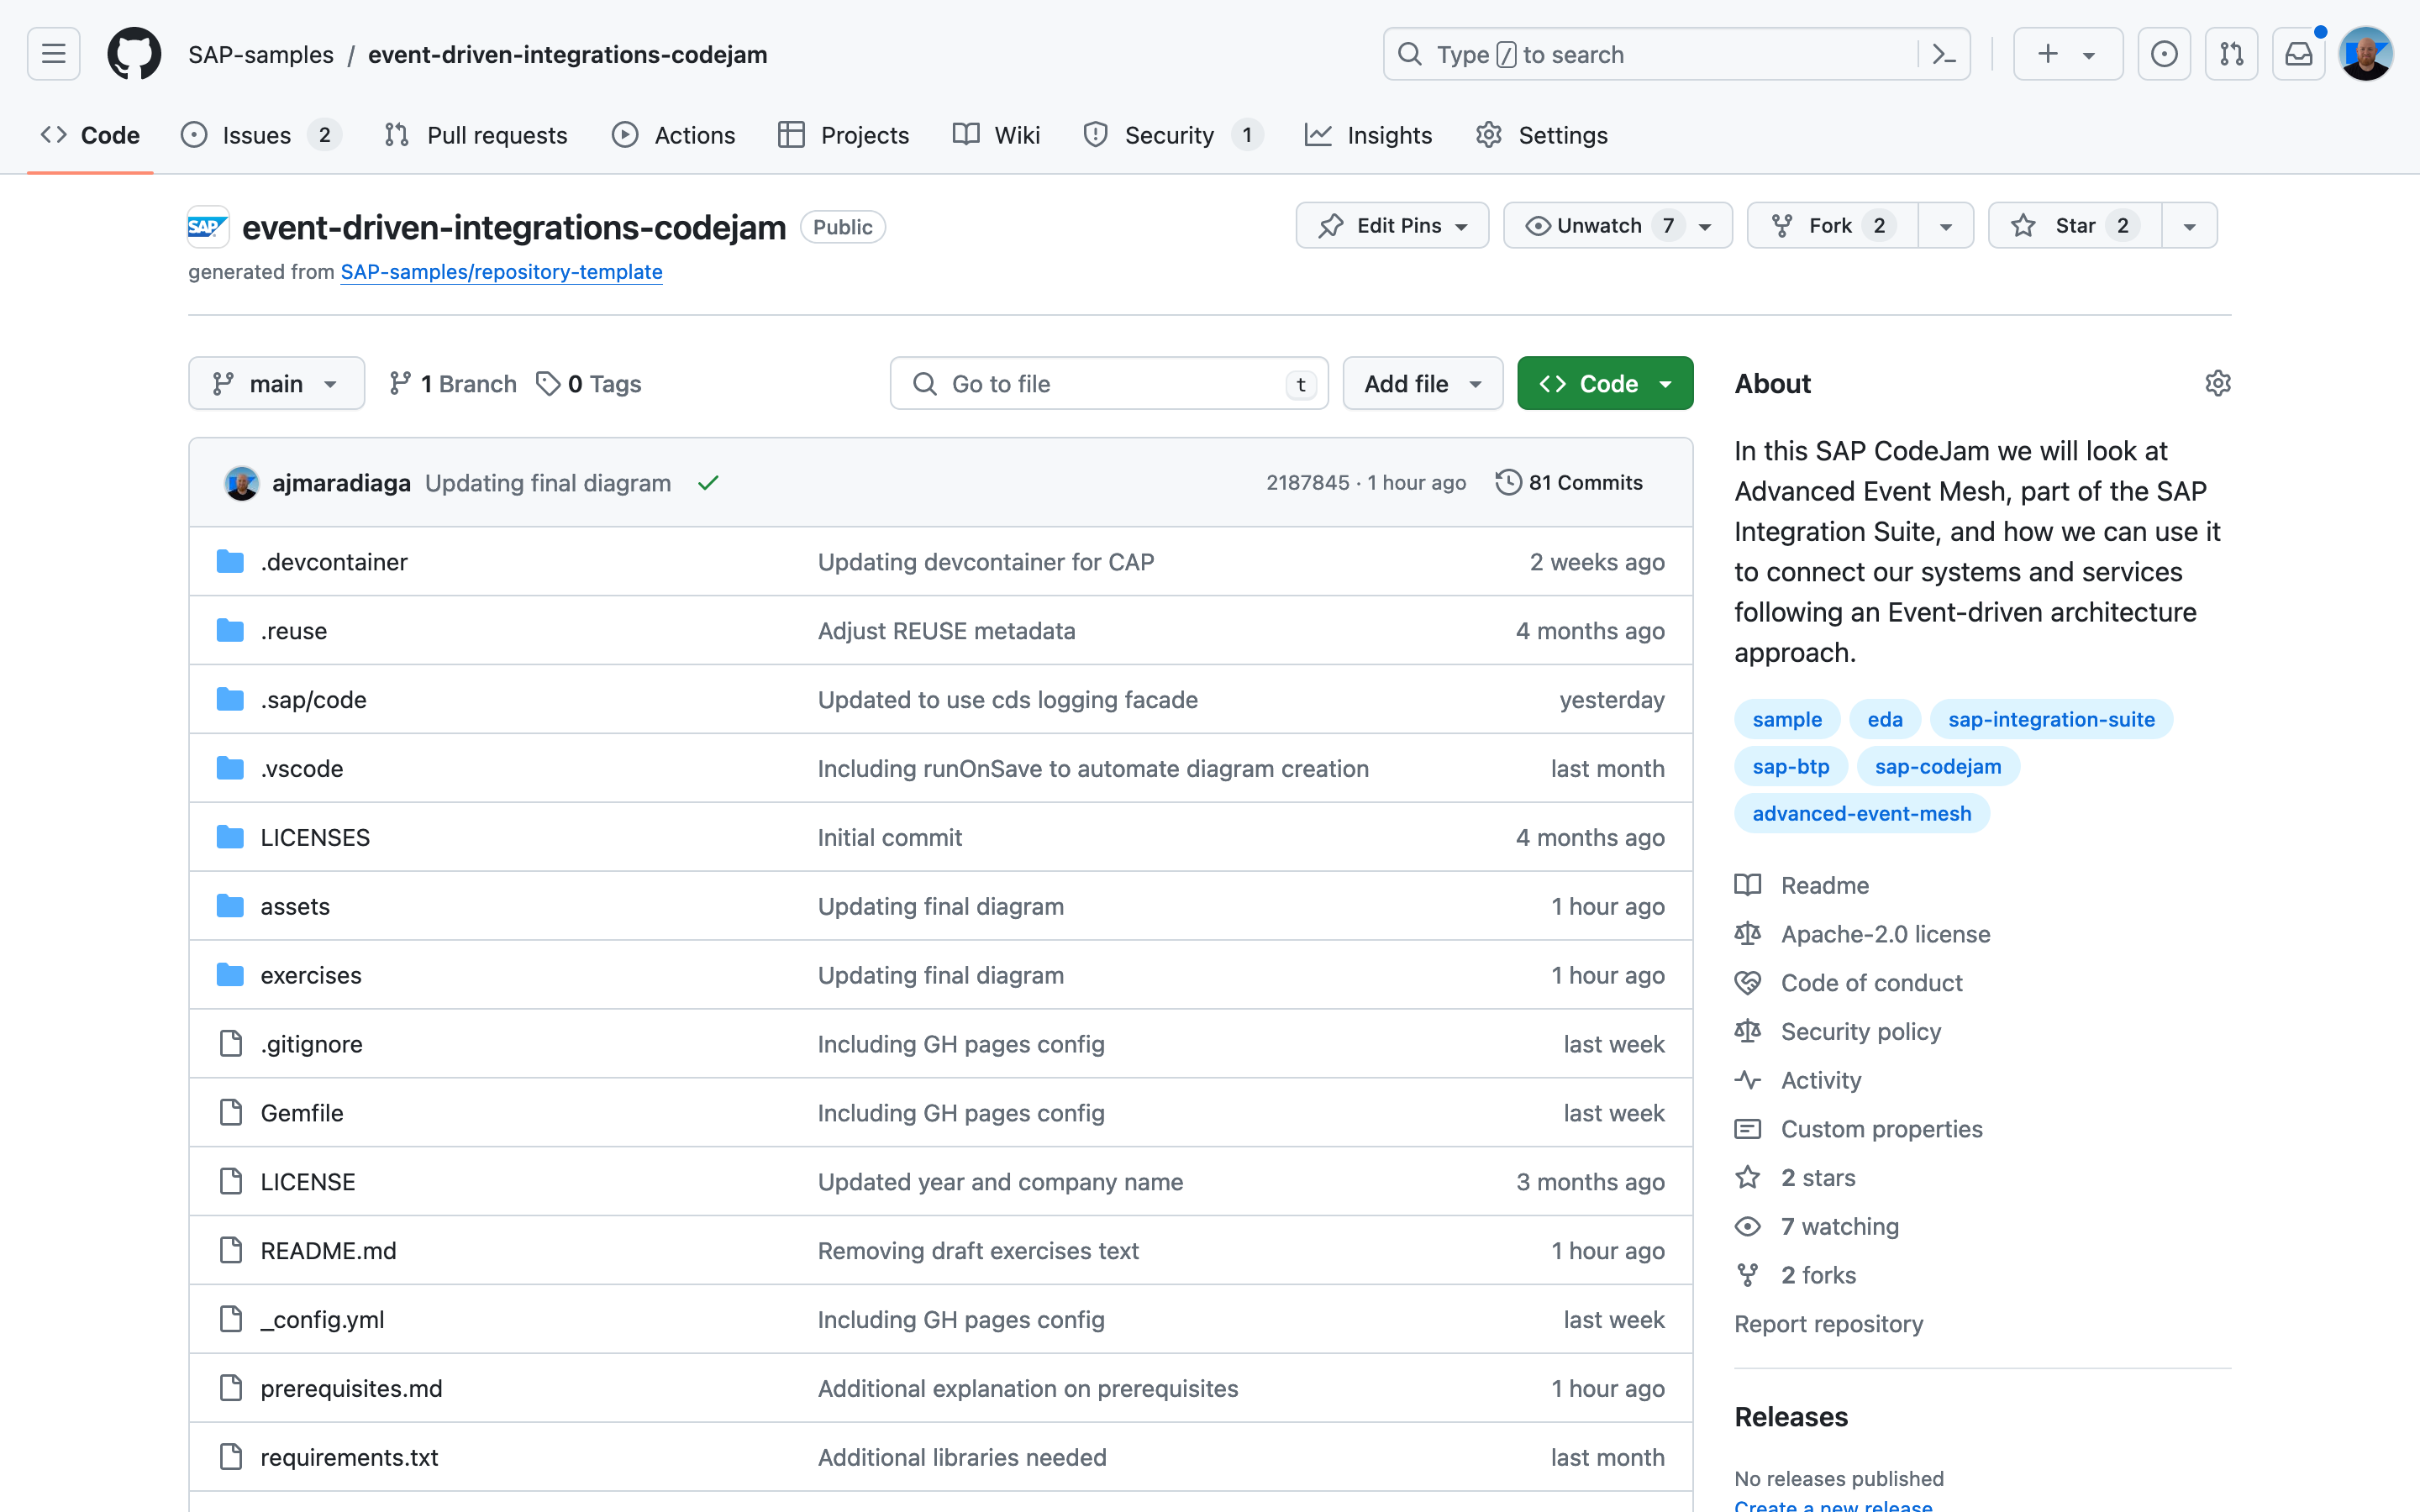 SAP-samples / event-driven-integrations-codejam
Type / to search
Code
Issues 2
Pull requests
Actions
Projects
Wiki
Security 1
Insights
Settings
SAP event-driven-integrations-codejam Public
Edit Pins
Unwatch 7
Fork 2
Star 2
generated from SAP-samples/repository-template
main
1 Branch
0 Tags
Go to file t
Add file
Code
ajmaradiaga Updating final diagram 2187845 · 1 hour ago 81 Commits
.devcontainer Updating devcontainer for CAP 2 weeks ago
.reuse Adjust REUSE metadata 4 months ago
.sap/code Updated to use cds logging facade yesterday
.vscode Including runOnSave to automate diagram creation last month
LICENSES Initial commit 4 months ago
assets Updating final diagram 1 hour ago
exercises Updating final diagram 1 hour ago
.gitignore Including GH pages config last week
Gemfile Including GH pages config last week
LICENSE Updated year and company name 3 months ago
README.md Removing draft exercises text 1 hour ago
_config.yml Including GH pages config last week
prerequisites.md Additional explanation on prerequisites 1 hour ago
requirements.txt Additional libraries needed last month
About
In this SAP CodeJam we will look at
Advanced Event Mesh, part of the SAP
Integration Suite, and how we can use it
to connect our systems and services
following an Event-driven architecture
approach.
sample eda sap-integration-suite
sap-btp sap-codejam
advanced-event-mesh
Readme
Apache-2.0 license
Code of conduct
Security policy
Activity
Custom properties
2 stars
7 watching
2 forks
Report repository
Releases
No releases published
Create a new release